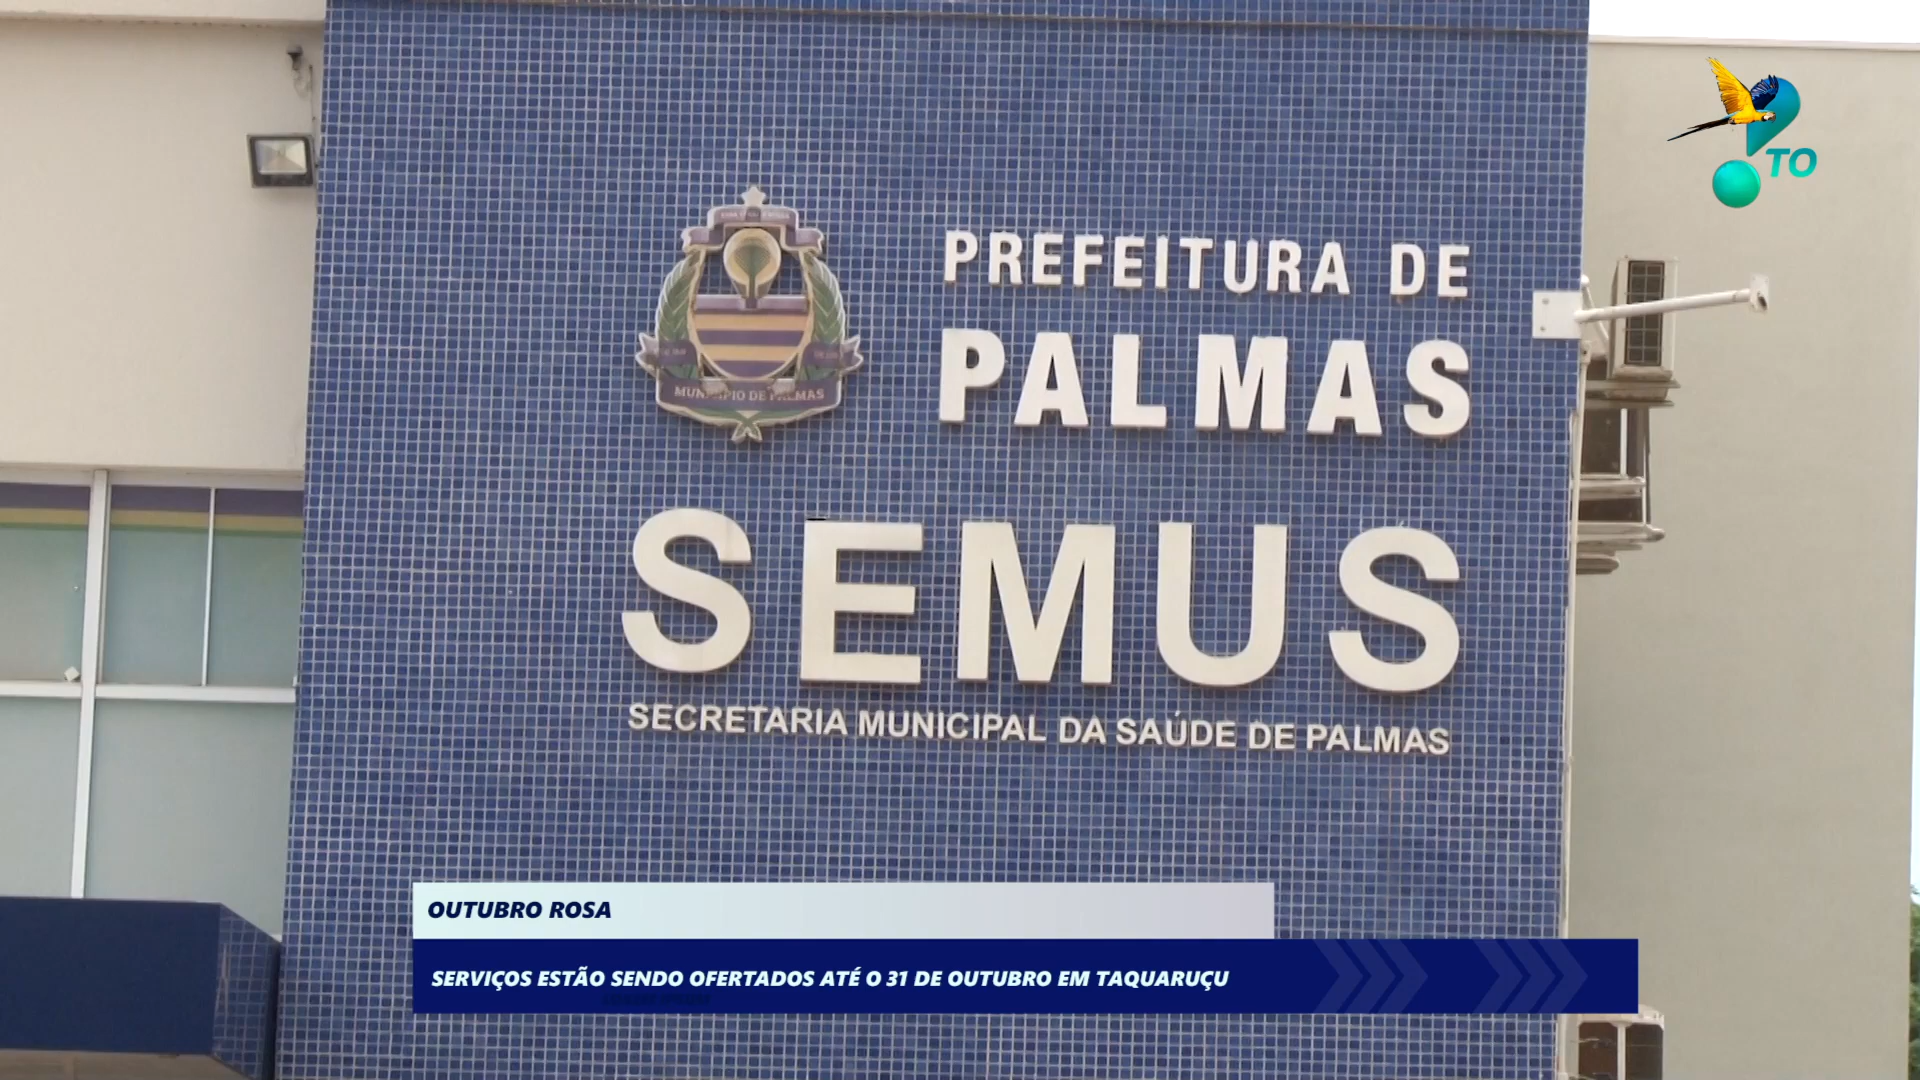 TO
PREFEITURA DE
PALMAS
MUNICÍPIO DE PALMAS
SEMUS
SECRETARIA MUNICIPAL DA SAÚDE DE PALMAS
OUTUBRO ROSA
SERVIÇOS ESTÃO SENDO OFERTADOS ATÉ O 31 DE OUTUBRO EM TAQUARUÇU